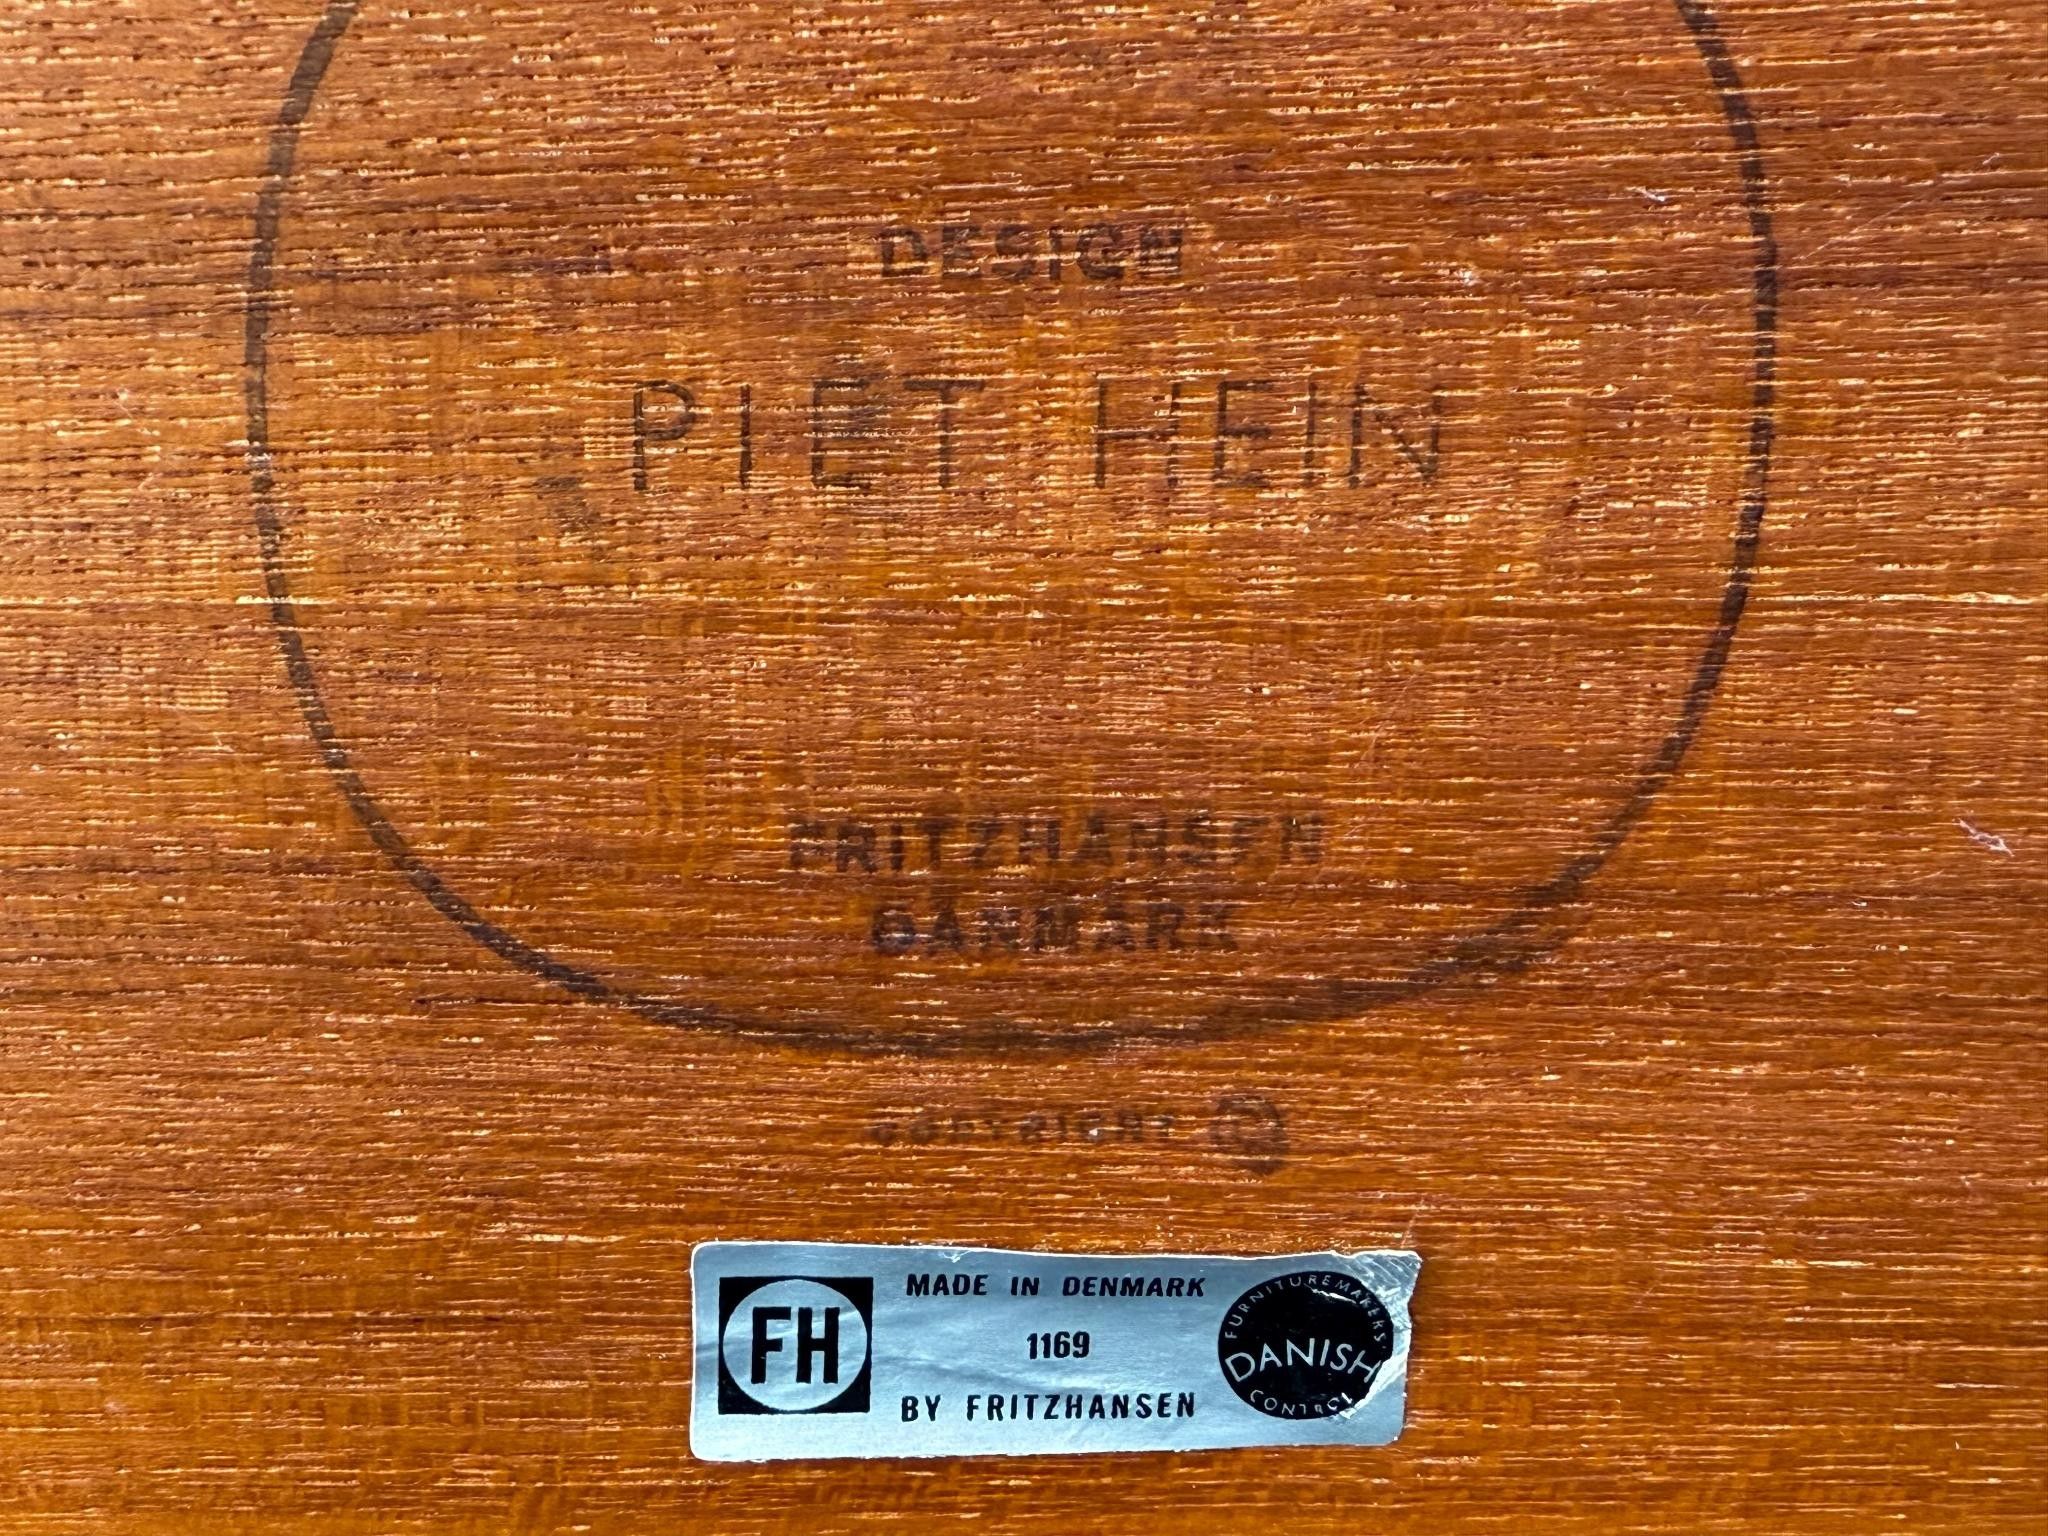 DESIGN
PIET HEIN
FRITZHANSEN
DANMARK
COPYRIGHT ©
FH
MADE IN DENMARK
1169
BY FRITZHANSEN
FURNITUREMAKERS'
DANISH
CONTROL